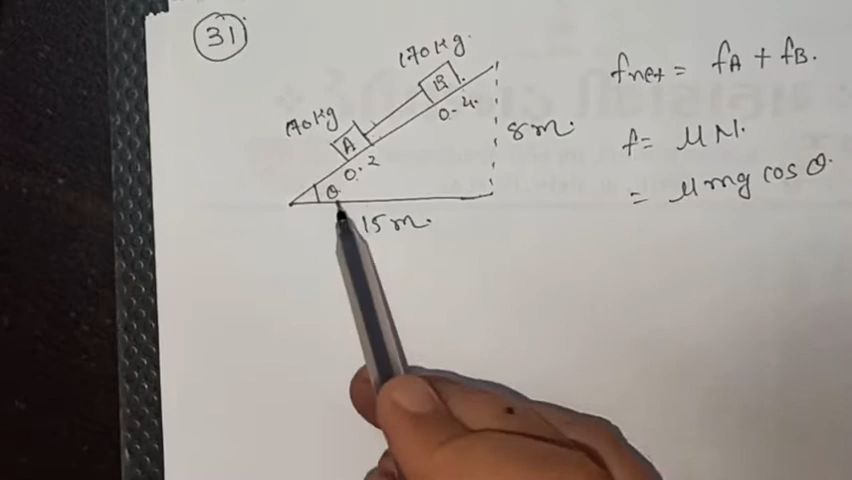 31
170 kg.
170 kg
B
A
0.4.
0.2
θ
8m.
15m.
fnet = fA + fB.
f = μN.
= μmg cos θ.